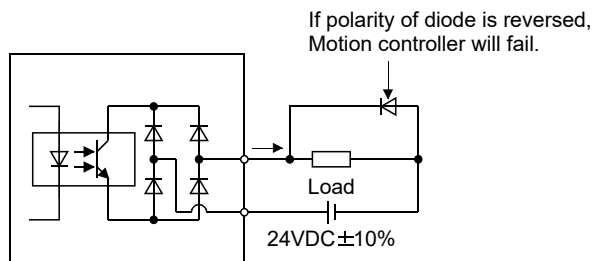 If polarity of diode is reversed,
Motion controller will fail.
Load
24VDC±10%